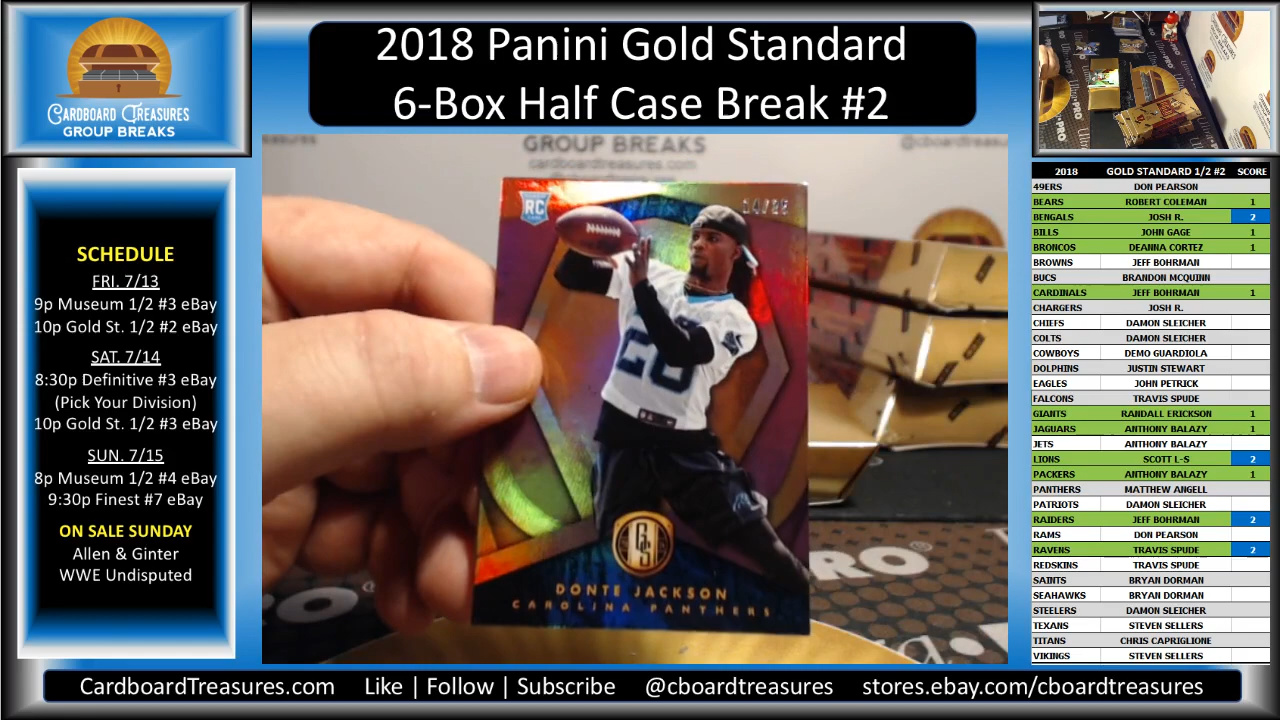 CARDBOARD TREASURES
GROUP BREAKS
2018 Panini Gold Standard
6-Box Half Case Break #2
SCHEDULE
FRI. 7/13
9p Museum 1/2 #3 eBay
10p Gold St. 1/2 #2 eBay
SAT. 7/14
8:30p Definitive #3 eBay
(Pick Your Division)
10p Gold St. 1/2 #3 eBay
SUN. 7/15
8p Museum 1/2 #4 eBay
9:30p Finest #7 eBay
ON SALE SUNDAY
Allen & Ginter
WWE Undisputed
GROUP BREAKS
cardboardtreasures.com
RC
28
GS
DONTE JACKSON
CAROLINA PANTHERS
PRO
2018 GOLD STANDARD 1/2 #2 SCORE
49ERS DON PEARSON
BEARS ROBERT COLEMAN 1
BENGALS JOSH R. 2
BILLS JOHN GAGE 1
BRONCOS DEANNA CORTEZ 1
BROWNS JEFF BOHRMAN
BUCS BRANDON MCQUINN
CARDINALS JEFF BOHRMAN 1
CHARGERS JOSH R.
CHIEFS DAMON SLEICHER
COLTS DAMON SLEICHER
COWBOYS DEMO GUARDIOLA
DOLPHINS JUSTIN STEWART
EAGLES JOHN PETRICK
FALCONS TRAVIS SPUDE
GIANTS RANDALL ERICKSON 1
JAGUARS ANTHONY BALAZY 1
JETS ANTHONY BALAZY
LIONS SCOTT L-S 2
PACKERS ANTHONY BALAZY 1
PANTHERS MATTHEW ANGELL
PATRIOTS DAMON SLEICHER
RAIDERS JEFF BOHRMAN 2
RAMS DON PEARSON
RAVENS TRAVIS SPUDE 2
REDSKINS TRAVIS SPUDE
SAINTS BRYAN DORMAN
SEAHAWKS BRYAN DORMAN
STEELERS DAMON SLEICHER
TEXANS STEVEN SELLERS
TITANS CHRIS CAPRIGLIONE
VIKINGS STEVEN SELLERS
CardboardTreasures.com Like | Follow | Subscribe @cboardtreasures stores.ebay.com/cboardtreasures